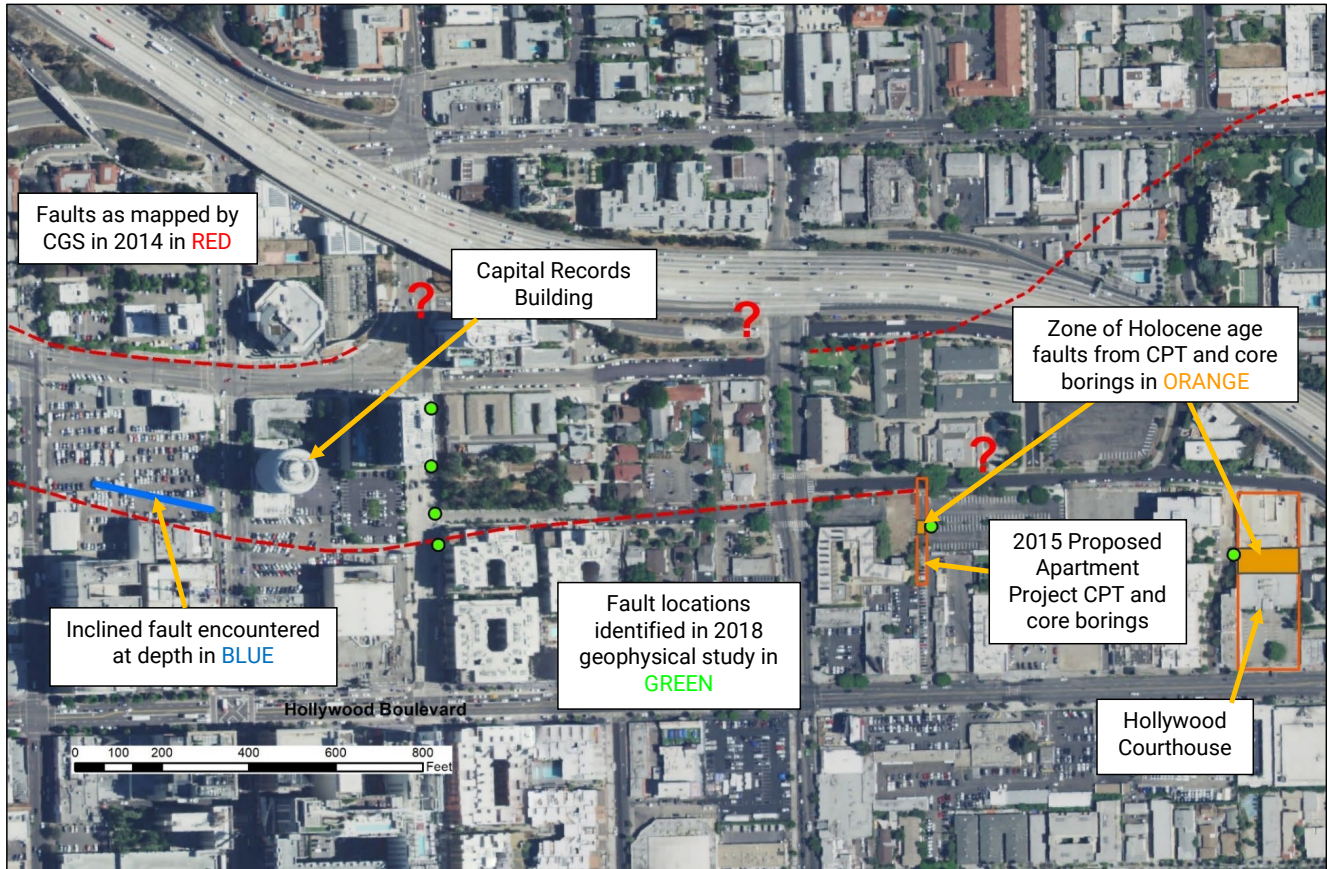 Faults as mapped by
CGS in 2014 in RED
Capital Records
Building
?
?
Zone of Holocene age
faults from CPT and core
borings in ORANGE
?
2015 Proposed
Apartment
Project CPT and
core borings
Inclined fault encountered
at depth in BLUE
Fault locations
identified in 2018
geophysical study in
GREEN
Hollywood
Courthouse
Hollywood Boulevard
0 100 200 400 600 800
Feet